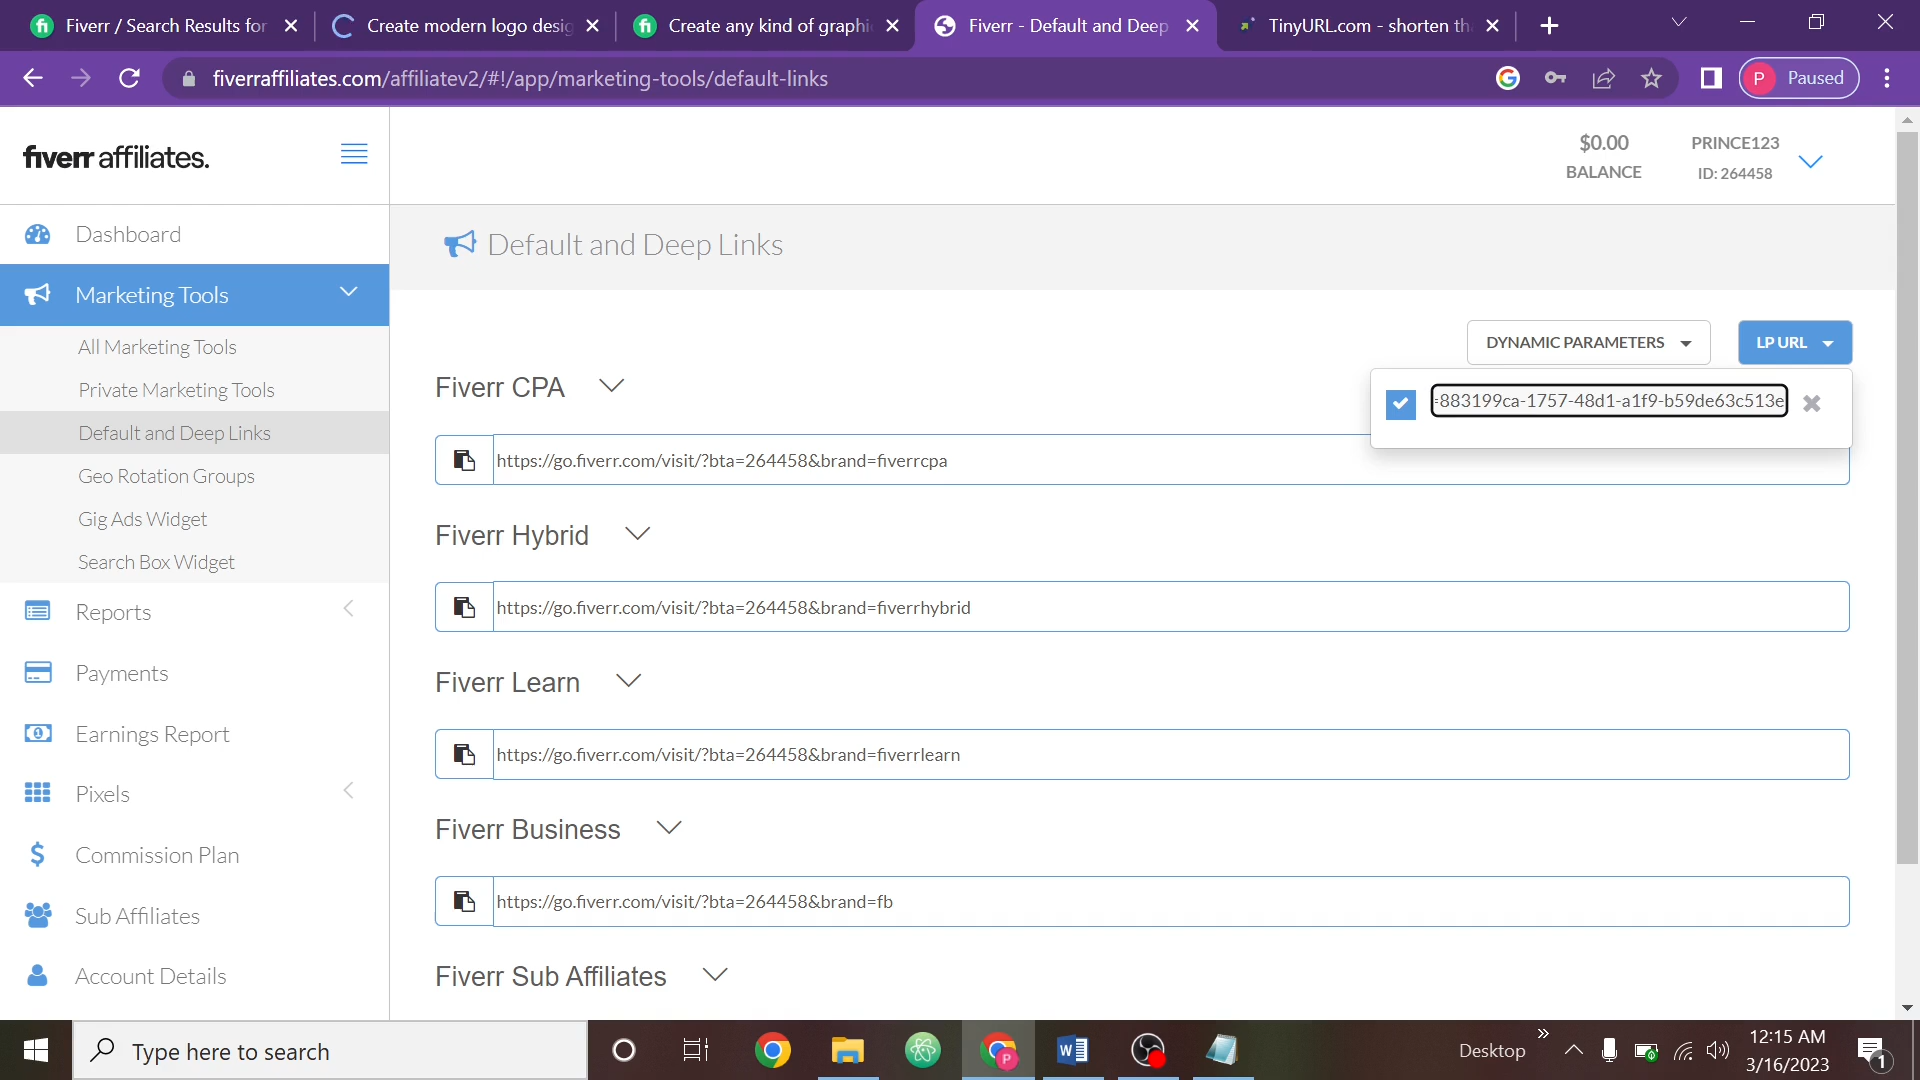 Fiverr / Search Results for
Create modern logo desig
Create any kind of graphi
Fiverr - Default and Deep
TinyURL.com - shorten th
fiverraffiliates.com/affiliatev2/#!/app/marketing-tools/default-links
P
Paused
fiverr affiliates.
$0.00
BALANCE
PRINCE123
ID: 264458
Dashboard
Marketing Tools
All Marketing Tools
Private Marketing Tools
Default and Deep Links
Geo Rotation Groups
Gig Ads Widget
Search Box Widget
Reports
Payments
Earnings Report
Pixels
Commission Plan
Sub Affiliates
Account Details
Default and Deep Links
DYNAMIC PARAMETERS
LP URL
=883199ca-1757-48d1-a1f9-b59de63c513e
Fiverr CPA
https://go.fiverr.com/visit/?bta=264458&brand=fiverrcpa
Fiverr Hybrid
https://go.fiverr.com/visit/?bta=264458&brand=fiverrhybrid
Fiverr Learn
https://go.fiverr.com/visit/?bta=264458&brand=fiverrlearn
Fiverr Business
https://go.fiverr.com/visit/?bta=264458&brand=fb
Fiverr Sub Affiliates
Type here to search
Desktop
12:15 AM
3/16/2023
1